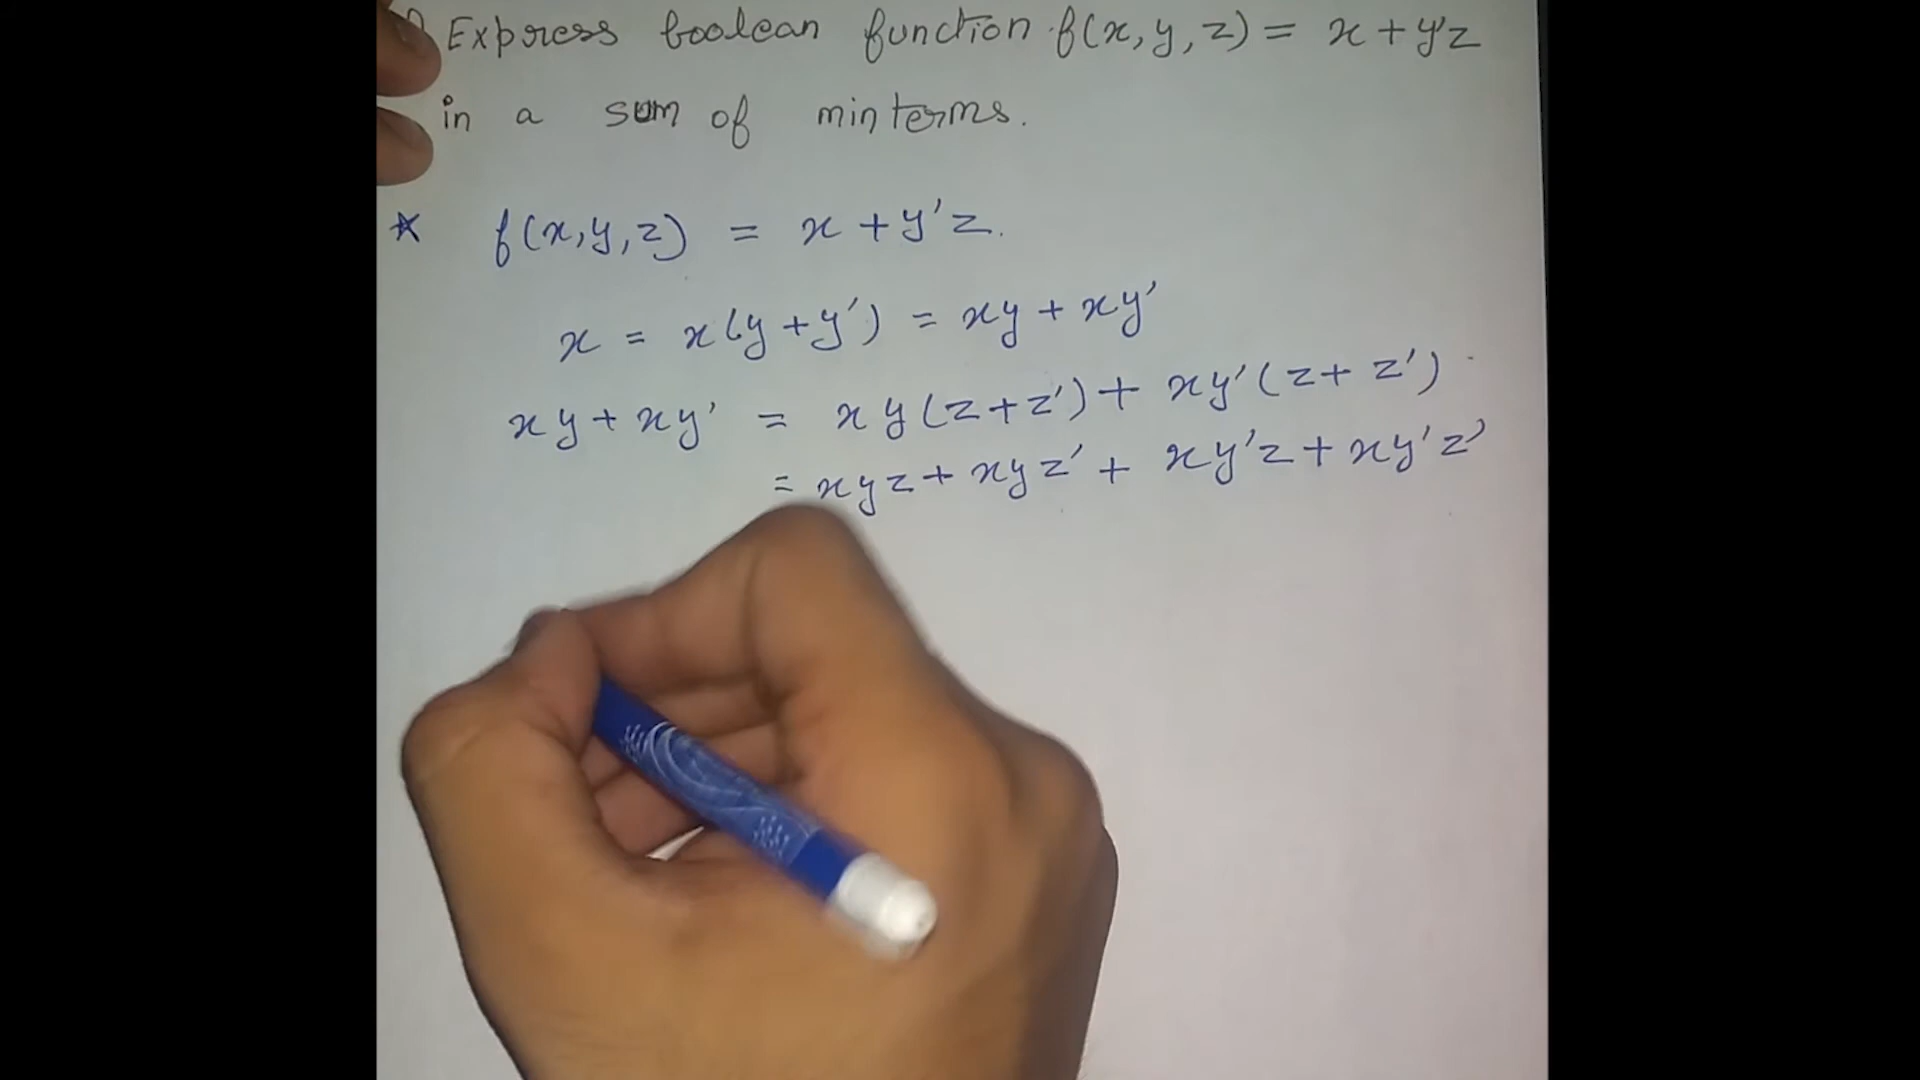 Express boolean function f(x,y,z) = x+y'z
in a sum of minterms.
* f(x,y,z) = x+y'z.
x = x(y+y') = xy+xy'
xy+xy' = xy(z+z')+xy'(z+z')
= xyz+xyz'+xy'z+xy'z'